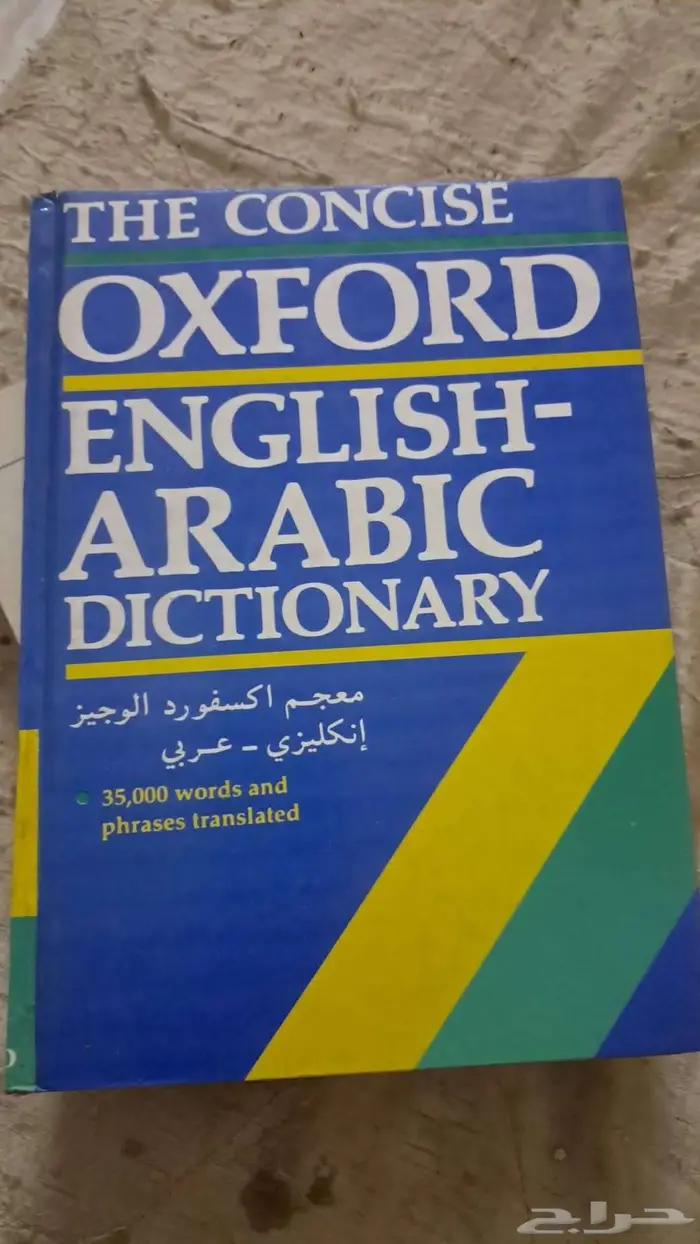 THE CONCISE
OXFORD
ENGLISH-
ARABIC
DICTIONARY
معجم اكسفورد الوجيز
إنكليزي - عربي
35,000 words and
phrases translated
حراج